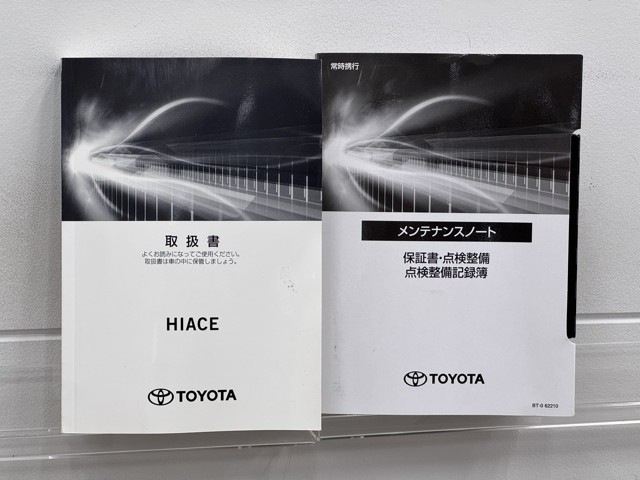 取扱書
よくお読みになってご使用ください。
取扱書は車の中に保管しましょう。
HIACE
TOYOTA
常時携行
メンテナンスノート
保証書・点検整備
点検整備記録簿
TOYOTA
BT-0 62210